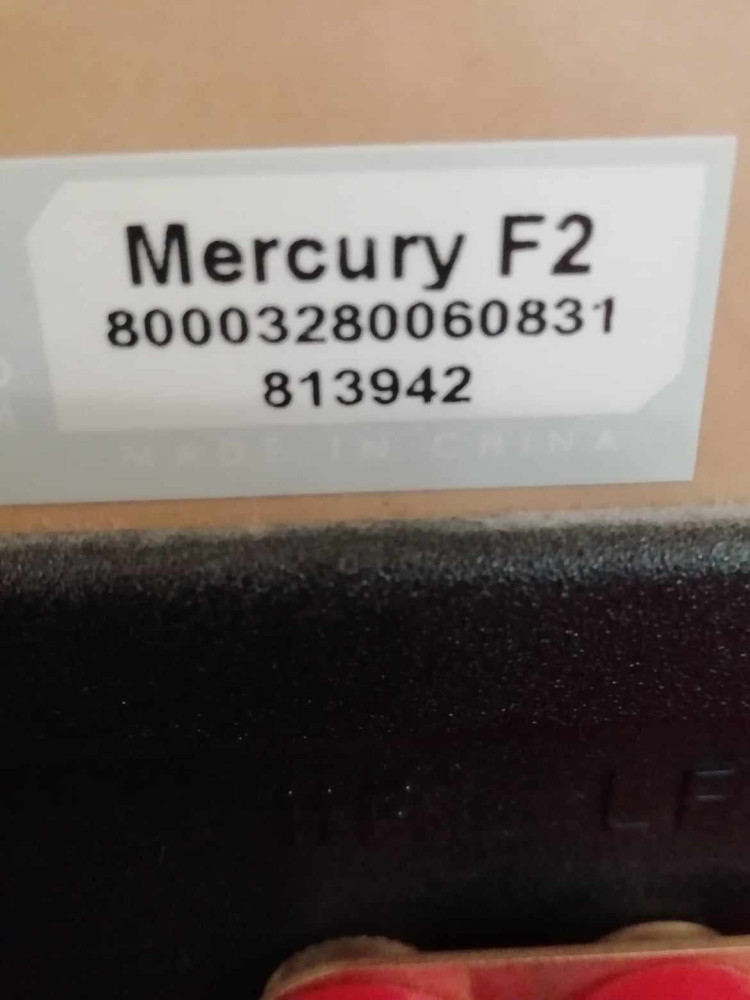 Mercury F2
80003280060831
813942
MADE IN CHINA